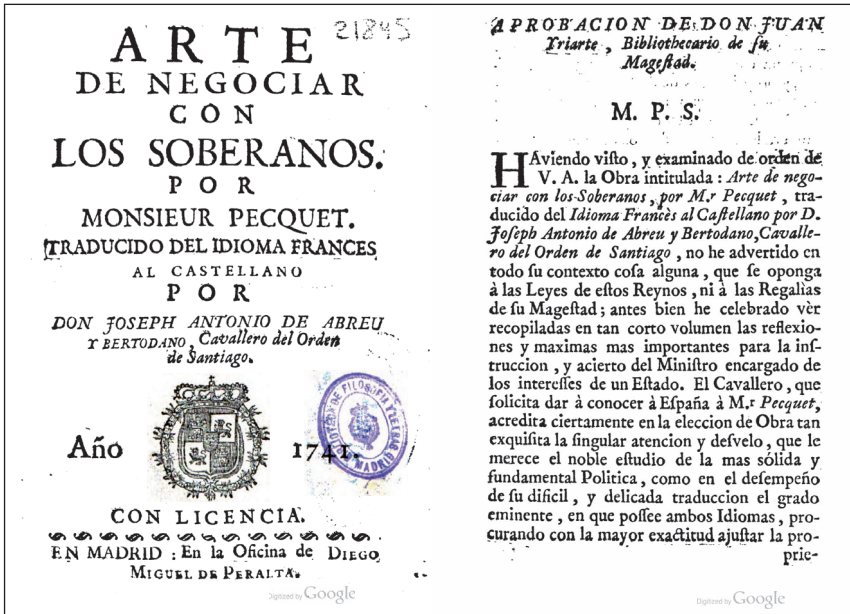 21845
ARTE
DE NEGOCIAR
CON
LOS SOBERANOS.
POR
MONSIEUR PECQUET.
TRADUCIDO DEL IDIOMA FRANCES
AL CASTELLANO
POR
DON JOSEPH ANTONIO DE ABREU
Y BERTODANO, Cavallero del Orden
de Santiago.
Año 1741.
CON LICENCIA.
EN MADRID : En la Oficina de DIEGO
MIGUEL DE PERALTA.
Digitized by Google
APROBACION DE DON JUAN
Yriarte, Bibliothecario de ſu
Mageſtad.
M. P. S.
HAviendo viſto, y examinado de orden de
V. A. la Obra intitulada : Arte de nego-
ciar con los Soberanos, por M.r Pecquet, tra-
ducido del Idioma Francès al Caſtellano por D.
Joſeph Antonio de Abreu y Bertodano, Cavalle-
ro del Orden de Santiago, no he advertido en
todo ſu contexto coſa alguna, que ſe oponga
à las Leyes de eſtos Reynos, ni à las Regalìas
de ſu Mageſtad; antes bien he celebrado vèr
recopiladas en tan corto volumen las reflexio-
nes y maximas mas importantes para la inſ-
truccion, y acierto del Miniſtro encargado de
los intereſſes de un Eſtado. El Cavallero, que
ſolicita dar à conocer à Eſpaña à M.r Pecquet,
acredita ciertamente en la eleccion de Obra tan
exquiſita la ſingular atencion y deſvelo, que le
merece el noble eſtudio de la mas sólida y
fundamental Politica, como en el deſempeño
de ſu dificil, y delicada traduccion el grado
eminente, en que poſſee ambos Idiomas, pro-
curando con la mayor exactitud ajuſtar la pro-
prie-
Digitized by Google